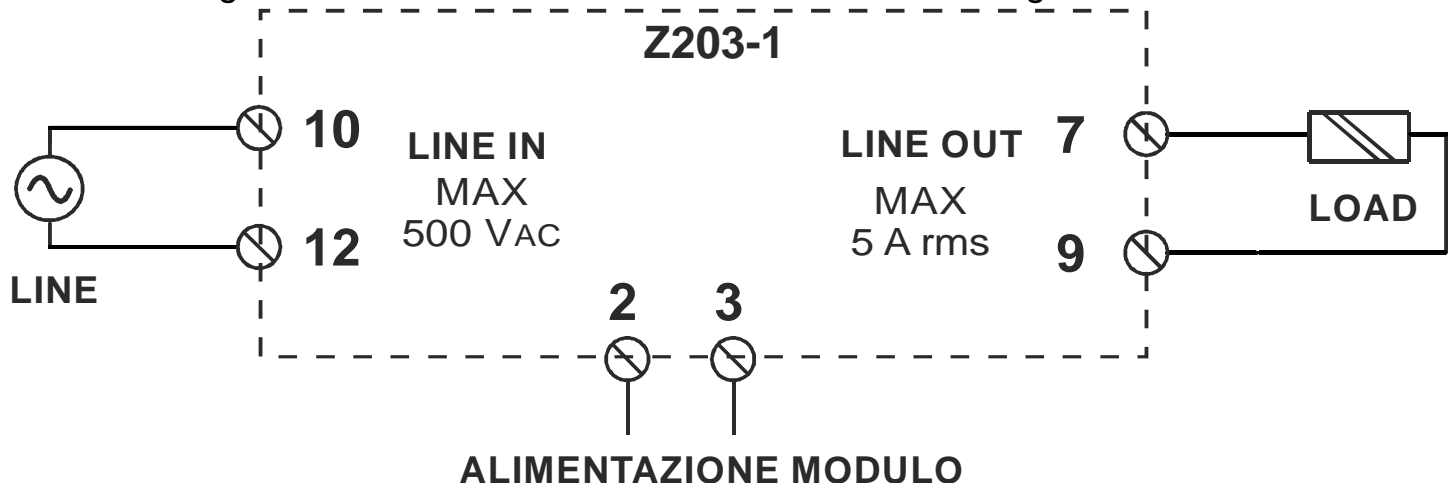 Z203-1
10
LINE IN
MAX
500 VAC
12
LINE OUT
MAX
5 A rms
7
9
LOAD
LINE
2 3
ALIMENTAZIONE MODULO